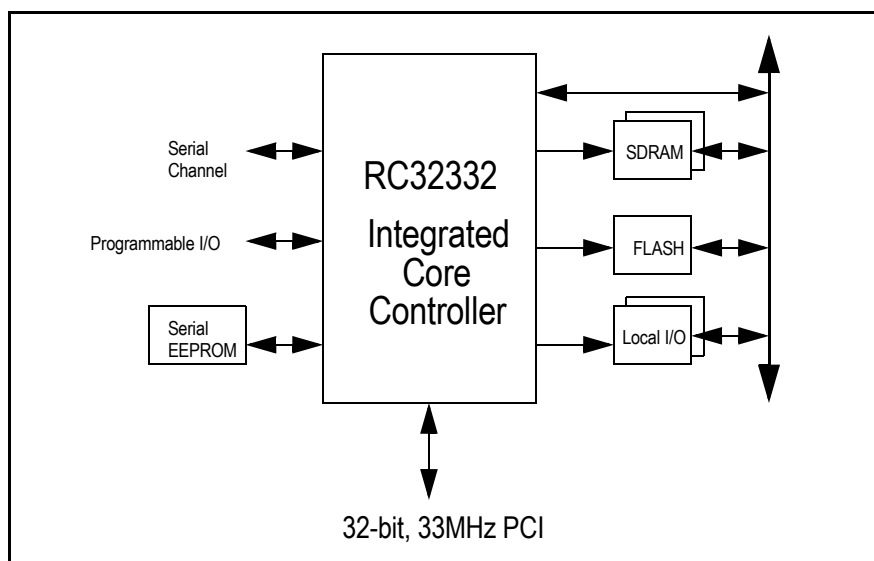 Serial
Channel
Programmable I/O
Serial
EEPROM
RC32332
Integrated
Core
Controller
SDRAM
FLASH
Local I/O
32-bit, 33MHz PCI